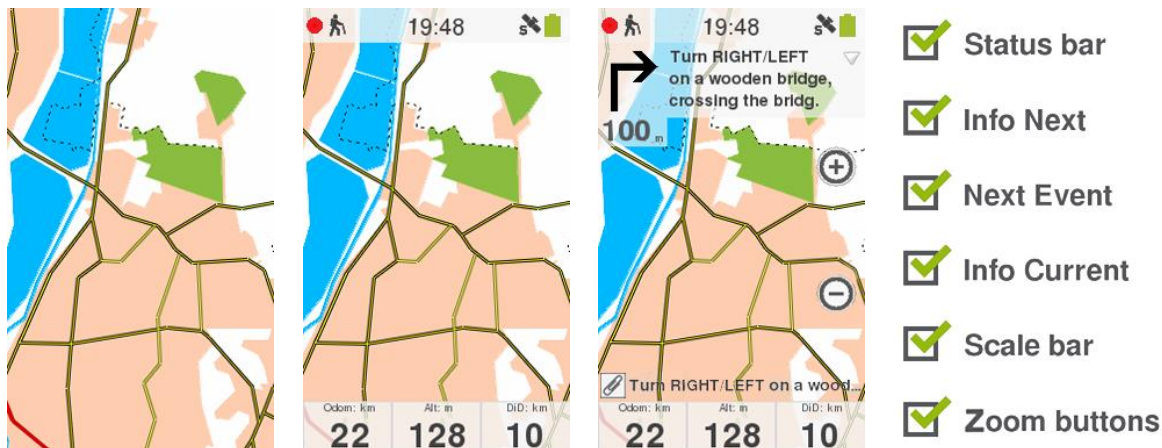 19:48
S
Odom: km
Alt: m
DiD: km
22
128
10
19:48
S
Turn RIGHT/LEFT
on a wooden bridge,
crossing the bridg.
100 m
Turn RIGHT/LEFT on a wood...
Odom: km
Alt: m
DiD: km
22
128
10
Status bar
Info Next
Next Event
Info Current
Scale bar
Zoom buttons